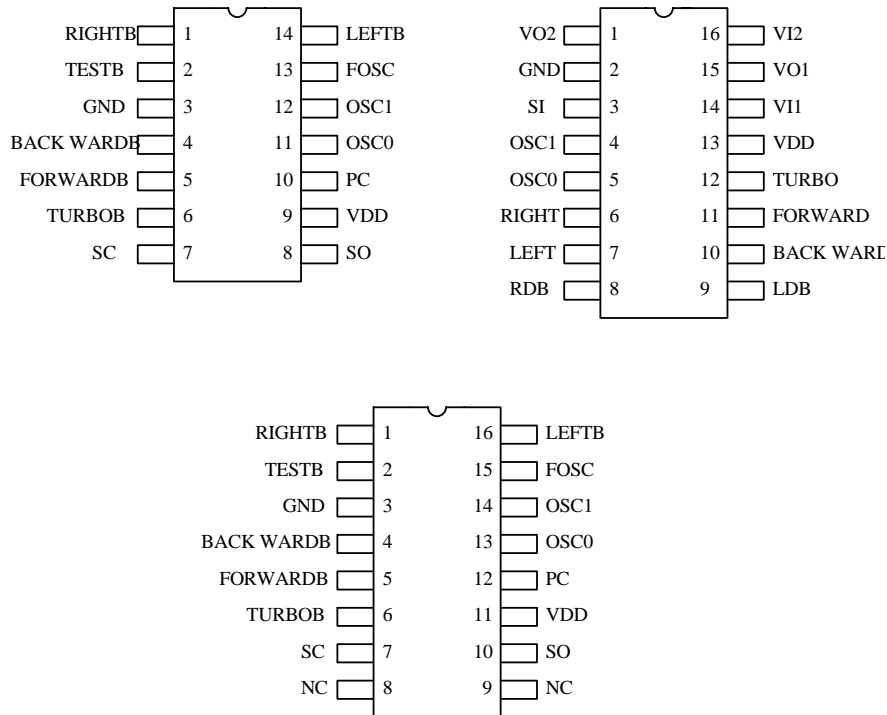 RIGHTB 1 14 LEFTB
TESTB 2 13 FOSC
GND 3 12 OSC1
BACK WARDB 4 11 OSC0
FORWARDB 5 10 PC
TURBOB 6 9 VDD
SC 7 8 SO
VO2 1 16 VI2
GND 2 15 VO1
SI 3 14 VI1
OSC1 4 13 VDD
OSC0 5 12 TURBO
RIGHT 6 11 FORWARD
LEFT 7 10 BACK WARD
RDB 8 9 LDB
RIGHTB 1 16 LEFTB
TESTB 2 15 FOSC
GND 3 14 OSC1
BACK WARDB 4 13 OSC0
FORWARDB 5 12 PC
TURBOB 6 11 VDD
SC 7 10 SO
NC 8 9 NC